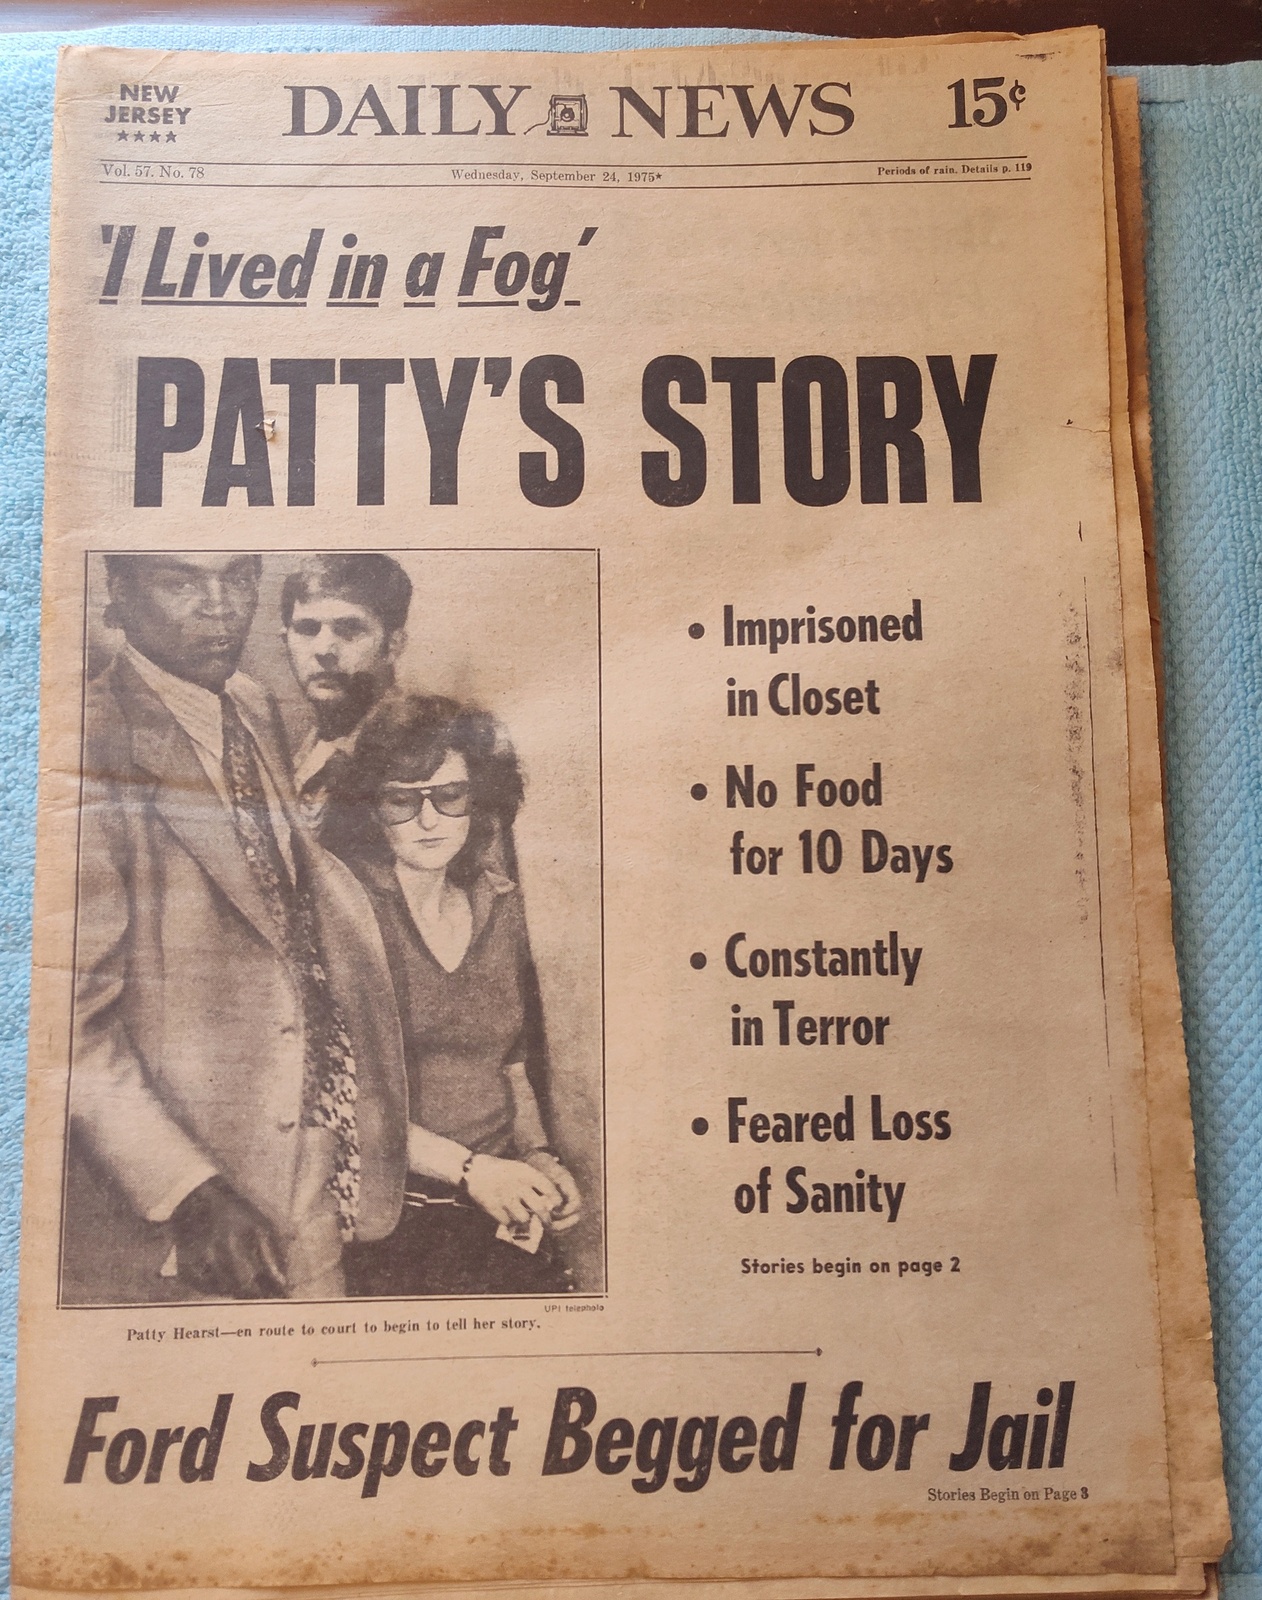 NEW
JERSEY
★★★★
DAILY NEWS
15¢
Vol. 57. No. 78
Wednesday, September 24, 1975★
Periods of rain. Details p. 119
'I Lived in a Fog'
PATTY'S STORY
• Imprisoned
in Closet
• No Food
for 10 Days
• Constantly
in Terror
• Feared Loss
of Sanity
Stories begin on page 2
UPI telephoto
Patty Hearst—en route to court to begin to tell her story.
Ford Suspect Begged for Jail
Stories Begin on Page 3